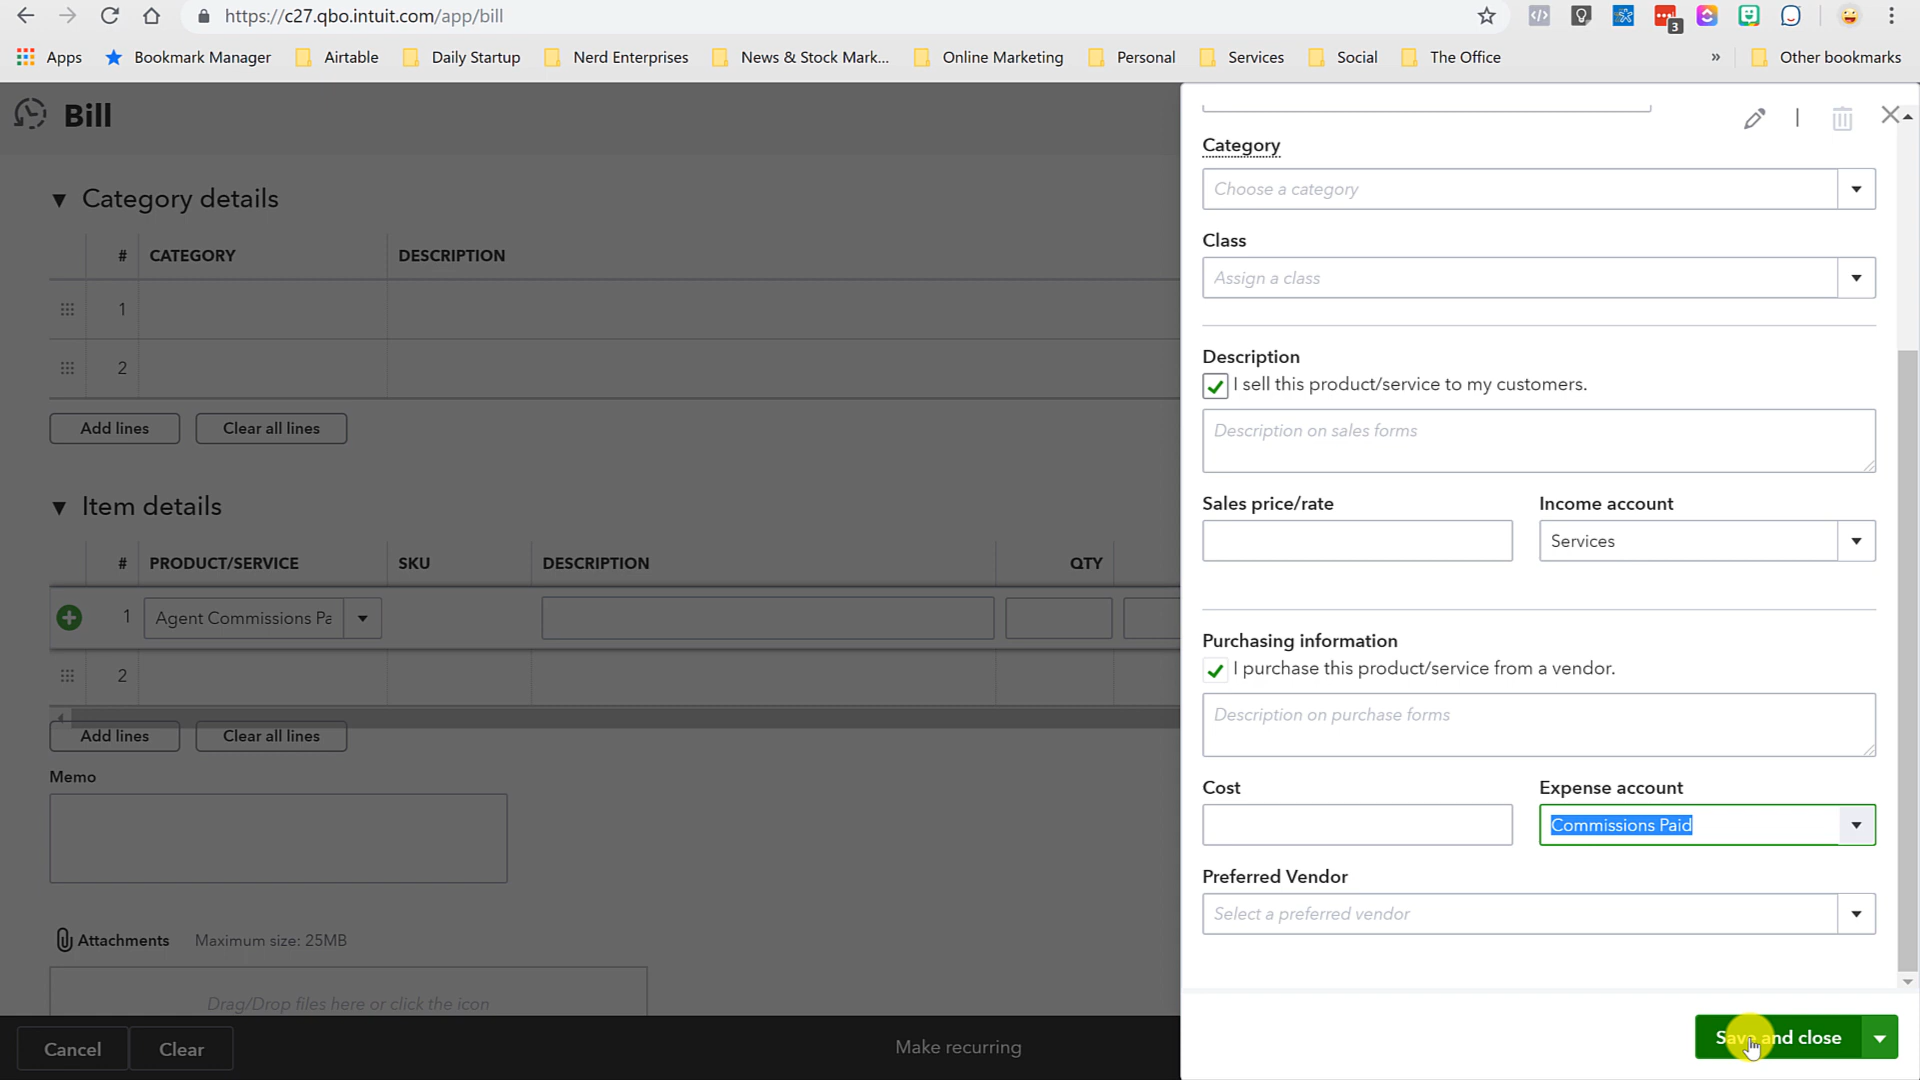 https://c27.qbo.intuit.com/app/bill
3
Apps
Bookmark Manager
Airtable
Daily Startup
Nerd Enterprises
News & Stock Mark...
Online Marketing
Personal
Services
Social
The Office
»
Other bookmarks
Bill
Category details
# CATEGORY DESCRIPTION
1
2
Add lines
Clear all lines
Item details
# PRODUCT/SERVICE SKU DESCRIPTION QTY
1 Agent Commissions Pa
2
Add lines
Clear all lines
Memo
Attachments Maximum size: 25MB
Drag/Drop files here or click the icon
Cancel
Clear
Make recurring
Category
Choose a category
Class
Assign a class
Description
I sell this product/service to my customers.
Description on sales forms
Sales price/rate Income account
Services
Purchasing information
I purchase this product/service from a vendor.
Description on purchase forms
Cost Expense account
Commissions Paid
Preferred Vendor
Select a preferred vendor
Save and close